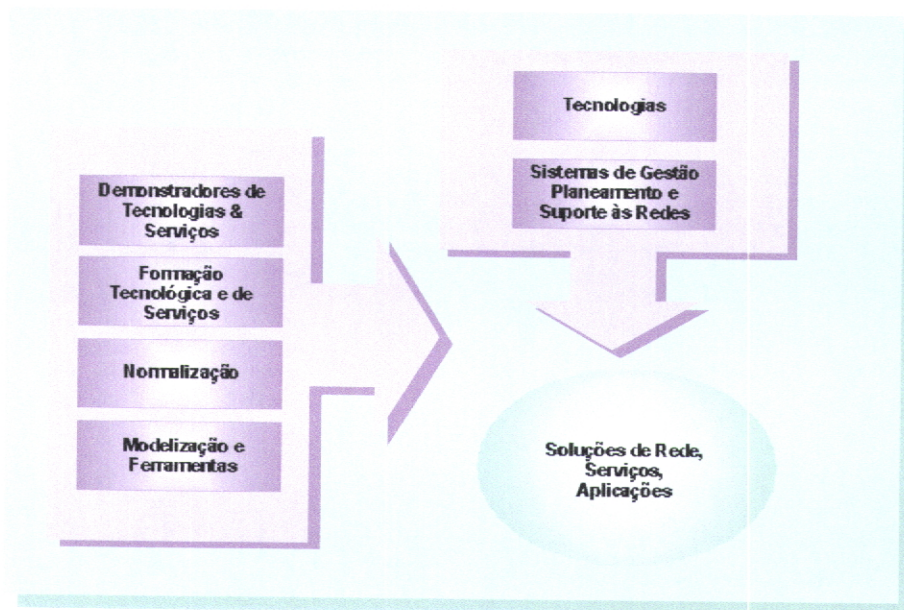 Demonstradores de
Tecnologias &
Serviços
Formação
Tecnológica e de
Serviços
Normalização
Modelização e
Ferramentas
Tecnologias
Sistemas de Gestão
Planeamento e
Suporte às Redes
Soluções de Rede,
Serviços,
Aplicações